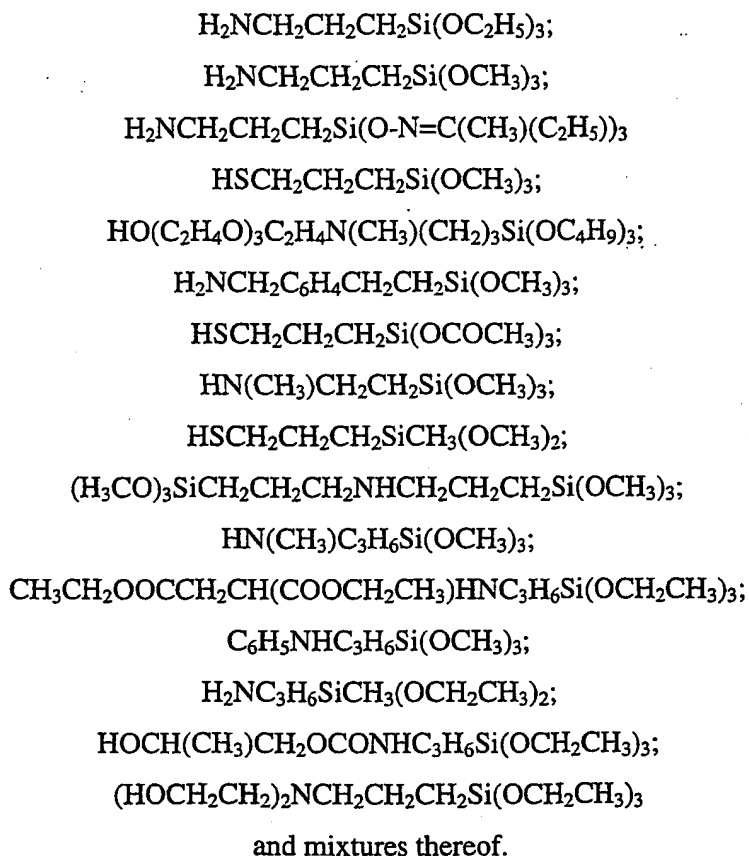 H₂NCH₂CH₂CH₂Si(OC₂H₅)₃;
H₂NCH₂CH₂CH₂Si(OCH₃)₃;
H₂NCH₂CH₂CH₂Si(O-N=C(CH₃)(C₂H₅))₃
HSCH₂CH₂CH₂Si(OCH₃)₃;
HO(C₂H₄O)₃C₂H₄N(CH₃)(CH₂)₃Si(OC₄H₉)₃;
H₂NCH₂C₆H₄CH₂CH₂Si(OCH₃)₃;
HSCH₂CH₂CH₂Si(OCOCH₃)₃;
HN(CH₃)CH₂CH₂Si(OCH₃)₃;
HSCH₂CH₂CH₂SiCH₃(OCH₃)₂;
(H₃CO)₃SiCH₂CH₂CH₂NHCH₂CH₂CH₂Si(OCH₃)₃;
HN(CH₃)C₃H₆Si(OCH₃)₃;
CH₃CH₂OOCCH₂CH(COOCH₂CH₃)HNC₃H₆Si(OCH₂CH₃)₃;
C₆H₅NHC₃H₆Si(OCH₃)₃;
H₂NC₃H₆SiCH₃(OCH₂CH₃)₂;
HOCH(CH₃)CH₂OCONHC₃H₆Si(OCH₂CH₃)₃;
(HOCH₂CH₂)₂NCH₂CH₂CH₂Si(OCH₂CH₃)₃
and mixtures thereof.